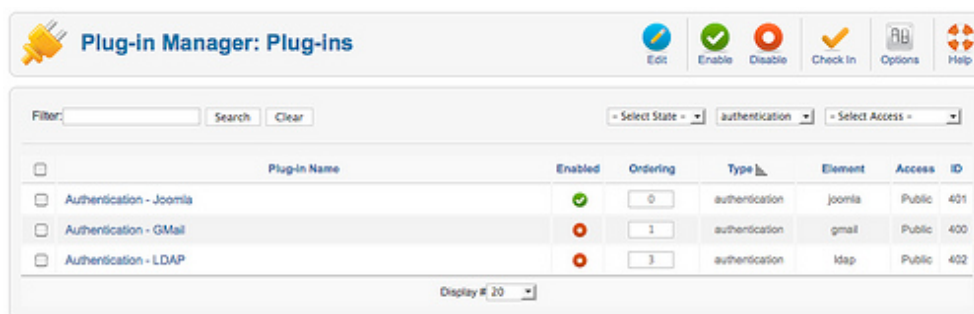 Plug-in Manager: Plug-ins
Edit Enable Disable Check In Options Help
Filter: Search Clear - Select State - authentication - Select Access -
Plug-in Name Enabled Ordering Type Element Access ID
Authentication - Joomla 0 authentication joomla Public 401
Authentication - GMail 1 authentication gmail Public 400
Authentication - LDAP 3 authentication ldap Public 402
Display # 20